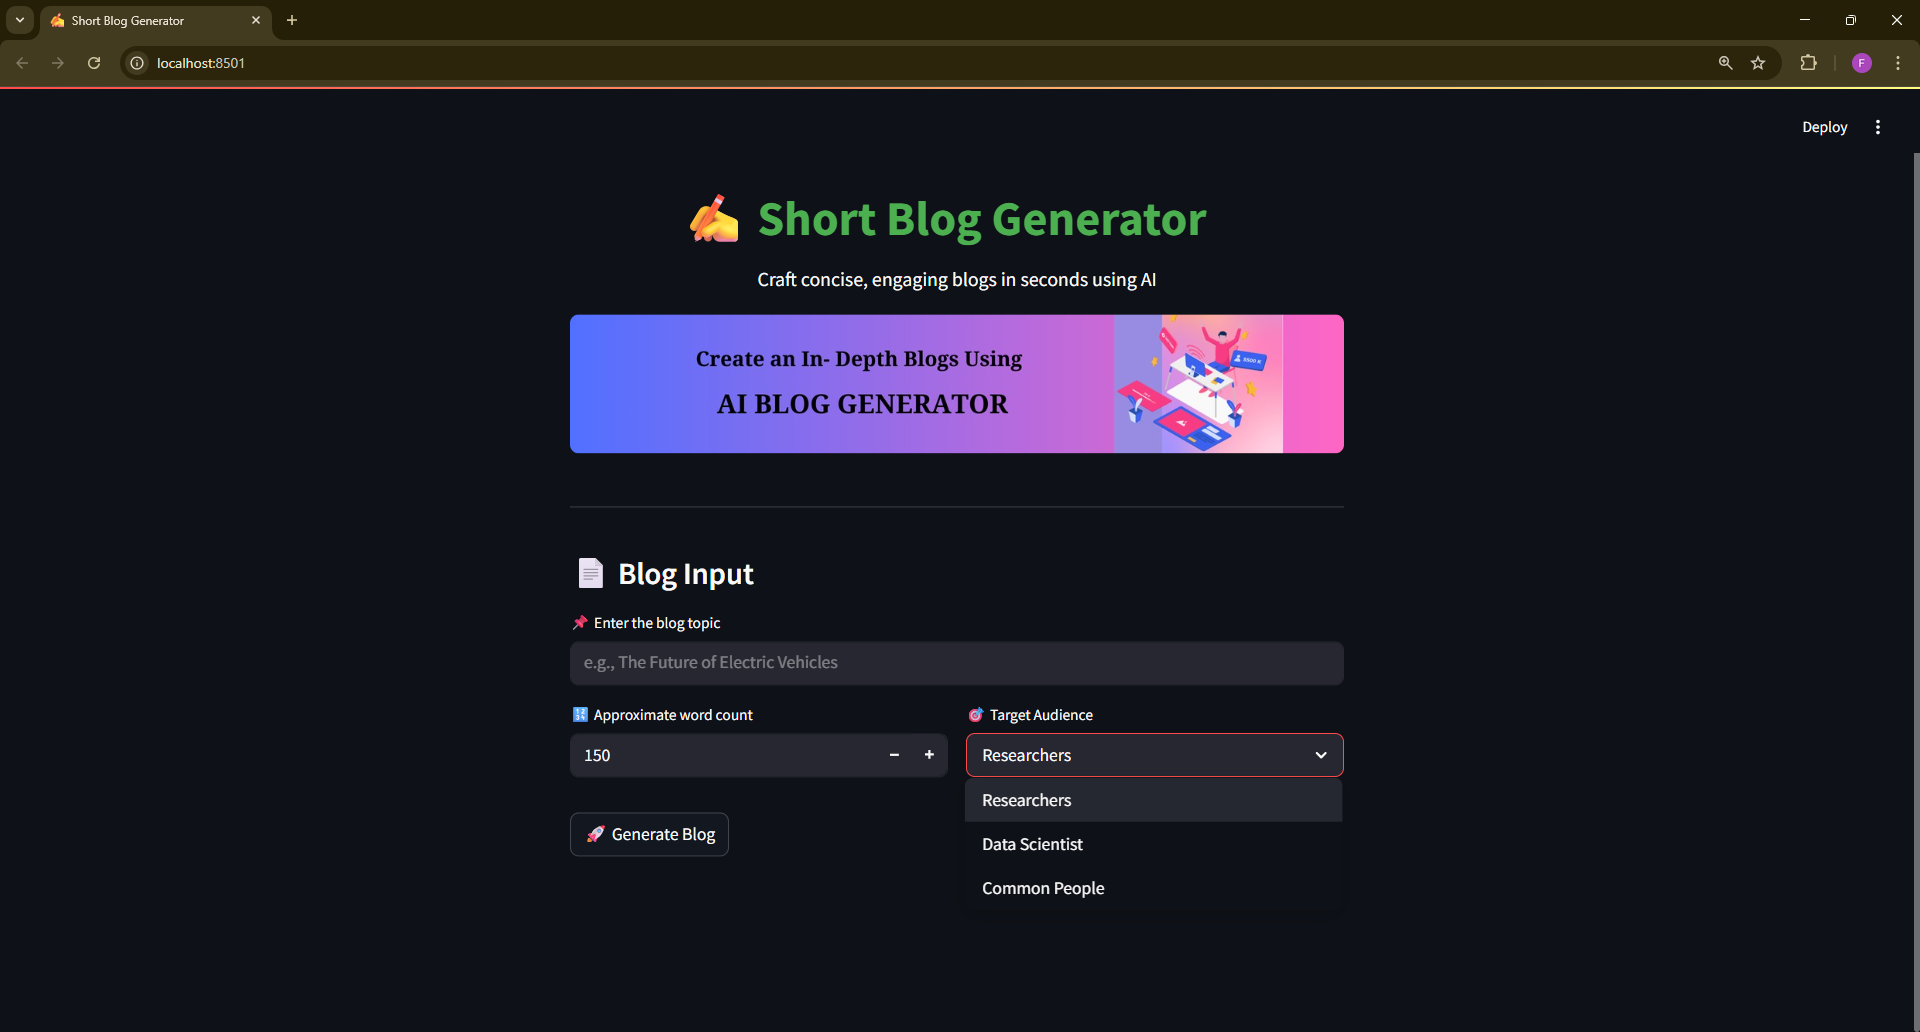 Short Blog Generator
localhost:8501
F
Deploy
Short Blog Generator
Craft concise, engaging blogs in seconds using AI
Create an In- Depth Blogs Using
AI BLOG GENERATOR
Blog Input
Enter the blog topic
e.g., The Future of Electric Vehicles
Approximate word count
Target Audience
150
Researchers
Researchers
Data Scientist
Common People
Generate Blog